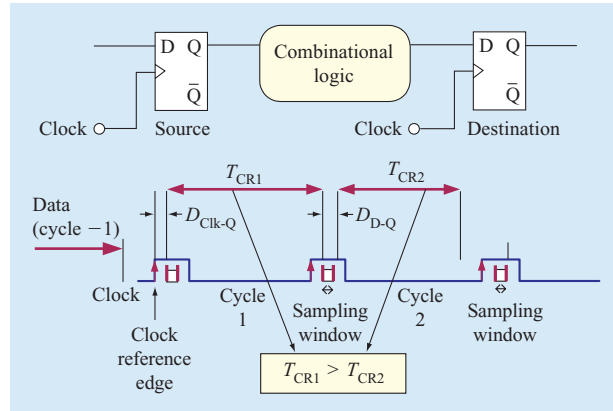 D Q
Q̅
Combinational
logic
D Q
Q̅
Clock
Source
Clock
Destination
T_CR1
T_CR2
Data
(cycle −1)
D_Clk-Q
D_D-Q
Clock
Cycle
1
Sampling
window
Cycle
2
Sampling
window
Clock
reference
edge
T_CR1 > T_CR2